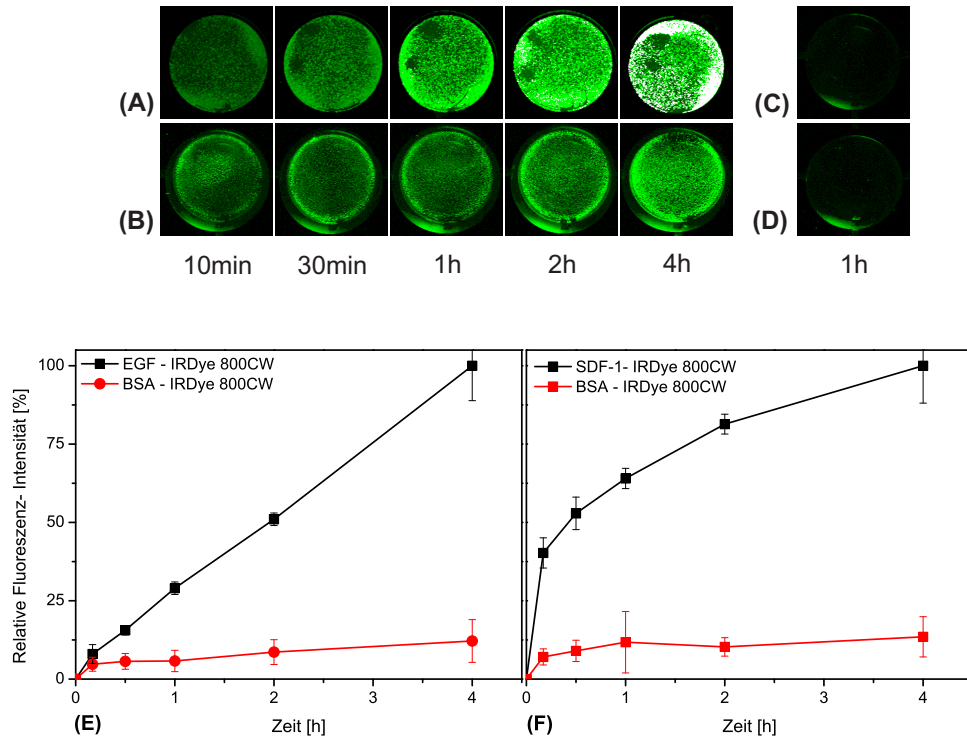 (A)
(C)
(B)
(D)
10min 30min 1h 2h 4h 1h
EGF - IRDye 800CW
BSA - IRDye 800CW
SDF-1- IRDye 800CW
BSA - IRDye 800CW
Relative Fluoreszenz- Intensität [%]
100
75
50
25
0
0 1 2 3 4
0 1 2 3 4
(E) Zeit [h]
(F) Zeit [h]